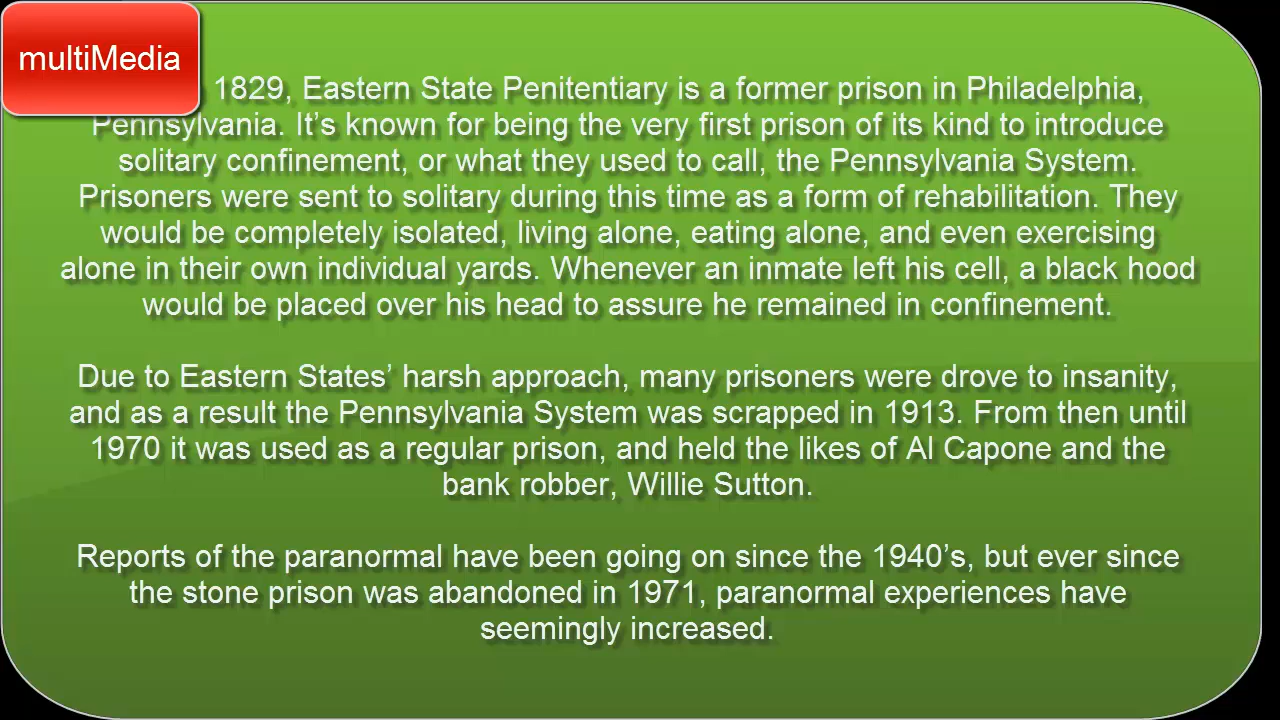 multiMedia
1829, Eastern State Penitentiary is a former prison in Philadelphia,
Pennsylvania. It’s known for being the very first prison of its kind to introduce
solitary confinement, or what they used to call, the Pennsylvania System.
Prisoners were sent to solitary during this time as a form of rehabilitation. They
would be completely isolated, living alone, eating alone, and even exercising
alone in their own individual yards. Whenever an inmate left his cell, a black hood
would be placed over his head to assure he remained in confinement.
Due to Eastern States’ harsh approach, many prisoners were drove to insanity,
and as a result the Pennsylvania System was scrapped in 1913. From then until
1970 it was used as a regular prison, and held the likes of Al Capone and the
bank robber, Willie Sutton.
Reports of the paranormal have been going on since the 1940’s, but ever since
the stone prison was abandoned in 1971, paranormal experiences have
seemingly increased.